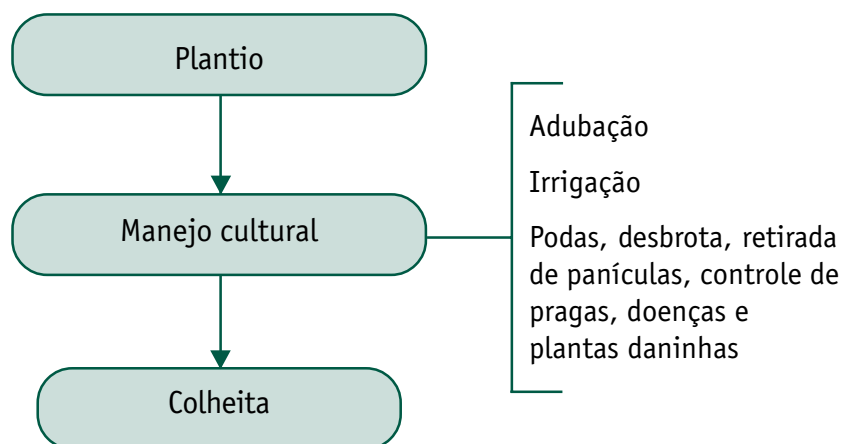 Plantio
Manejo cultural
Adubação
Irrigação
Podas, desbrota, retirada
de panículas, controle de
pragas, doenças e
plantas daninhas
Colheita